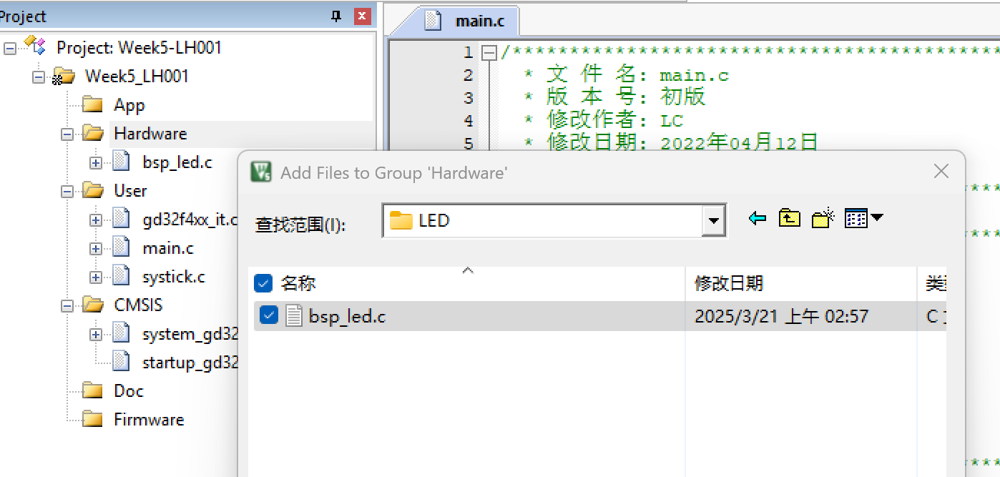 Project
main.c
Project: Week5-LH001
Week5_LH001
App
Hardware
bsp_led.c
User
gd32f4xx_it.c
main.c
systick.c
CMSIS
system_gd32
startup_gd32
Doc
Firmware
1 /*******************************************
2 * 文 件 名: main.c
3 * 版 本 号: 初版
4 * 修改作者: LC
5 * 修改日期: 2022年04月12日
Add Files to Group 'Hardware'
查找范围(I): LED
名称 修改日期
bsp_led.c 2025/3/21 上午 02:57 C